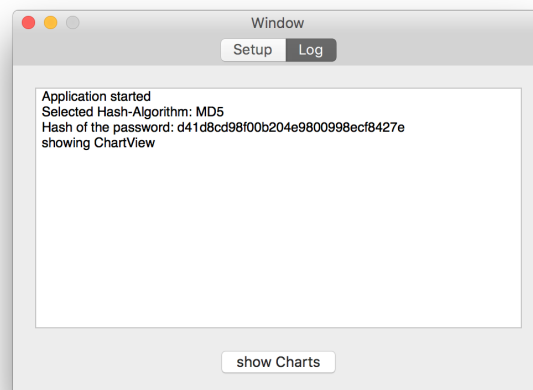 Window
Setup Log
Application started
Selected Hash-Algorithm: MD5
Hash of the password: d41d8cd98f00b204e9800998ecf8427e
showing ChartView
show Charts